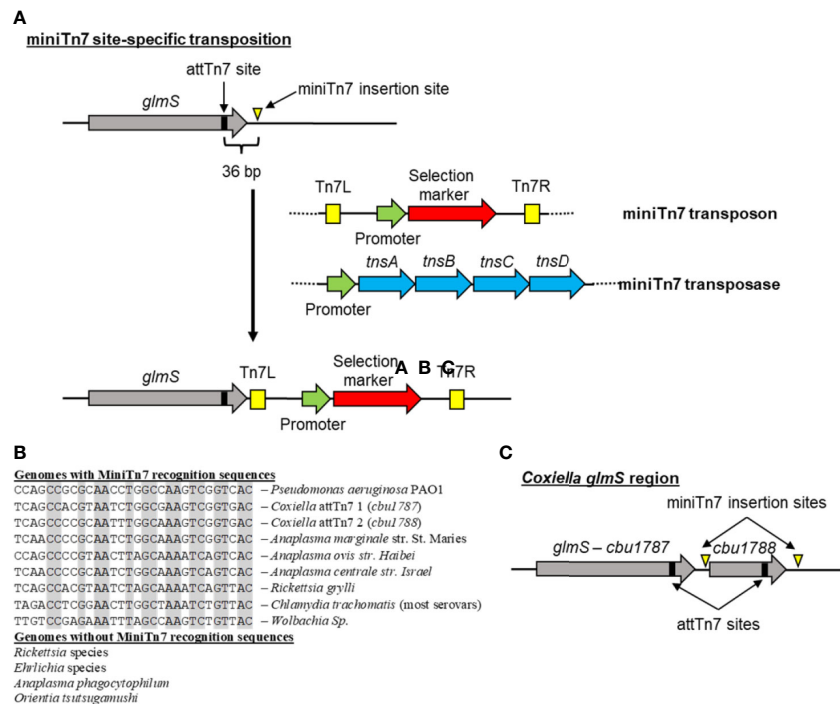 A
miniTn7 site-specific transposition
attTn7 site
glmS
miniTn7 insertion site
36 bp
Tn7L
Selection
marker
Tn7R
miniTn7 transposon
Promoter
tnsA
tnsB
tnsC
tnsD
miniTn7 transposase
Promoter
glmS
Tn7L
Selection
marker
A B C
Tn7R
Promoter
B
Genomes with MiniTn7 recognition sequences
CCAGCCGCGCAACCTGGCCAAGTCGGTCAC – Pseudomonas aeruginosa PAO1
TCAGCCACGTAACTTGGCGAAGTCGGTGAC – Coxiella attTn7 1 (cbu1787)
TCAGCCCCGCAATTTGGCAAAATCGGTCAC – Coxiella attTn7 2 (cbu1788)
TCAACCCCGCAACTTGGCAAAGTCTGTCAC – Anaplasma marginale str. St. Maries
CCAGCCCCGTAACTTAGCAAAATCAGTCAC – Anaplasma ovis str. Haibei
TCAACCCCGCAATCTGGCAAAGTCTGTGAC – Anaplasma centrale str. Israel
TCAGCCACGTAATCTAGCAAAATCAGTTAC – Rickettsia grylli
TAGACCTCGGAACTTGGCTAAATCTGTTAC – Chlamydia trachomatis (most serovars)
TTGTCCGAGAAATTTAGCCAAGTCTGTTAC – Wolbachia Sp.
Genomes without MiniTn7 recognition sequences
Rickettsia species
Ehrlichia species
Anaplasma phagocytophilum
Orientia tsutsugamushi
C
Coxiella glmS region
miniTn7 insertion sites
glmS – cbu1787
cbu1788
attTn7 sites